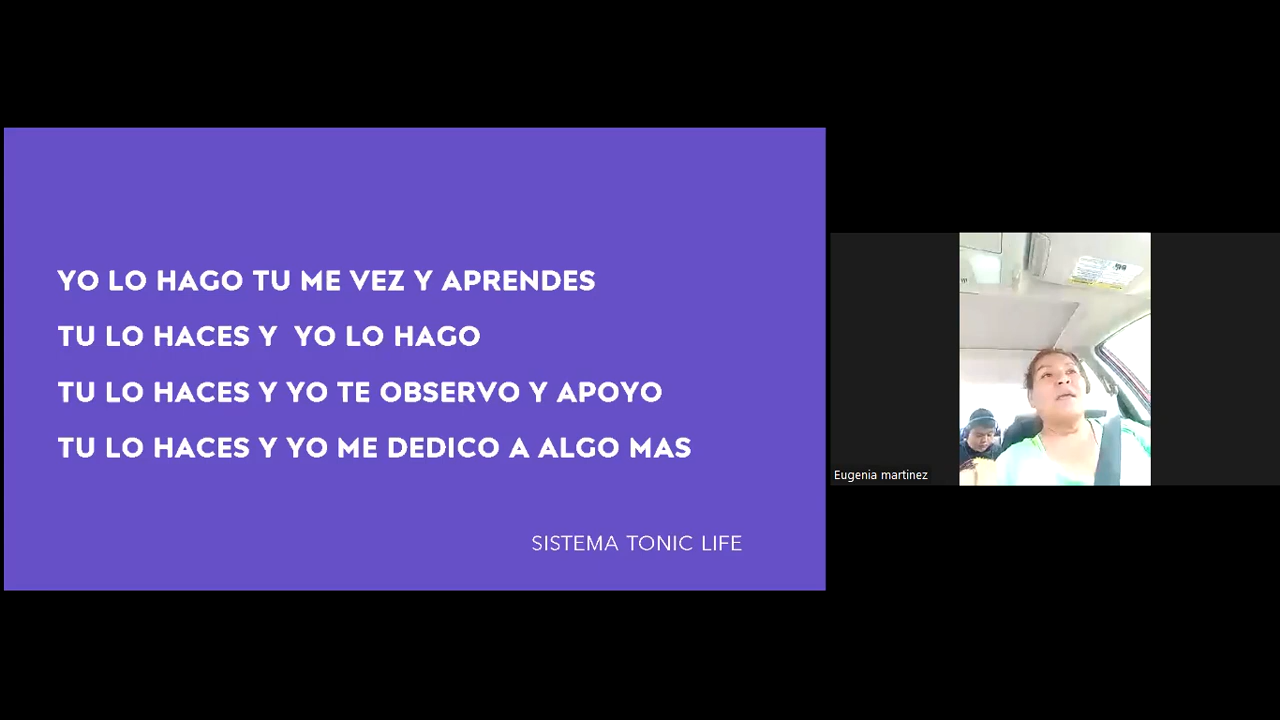 YO LO HAGO TU ME VEZ Y APRENDES
TU LO HACES Y YO LO HAGO
TU LO HACES Y YO TE OBSERVO Y APOYO
TU LO HACES Y YO ME DEDICO A ALGO MAS
SISTEMA TONIC LIFE
Eugenia martinez